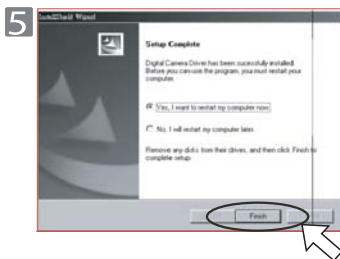 5
InstallShield Wizard
Setup Complete
Digital Camera Driver has been sucessfully installed.
Before you can use the program, you must restart your
computer.
Yes, I want to restart my computer now.
No, I will restart my computer later.
Remove any disks from their drives, and then click Finish to
complete setup.
Finish